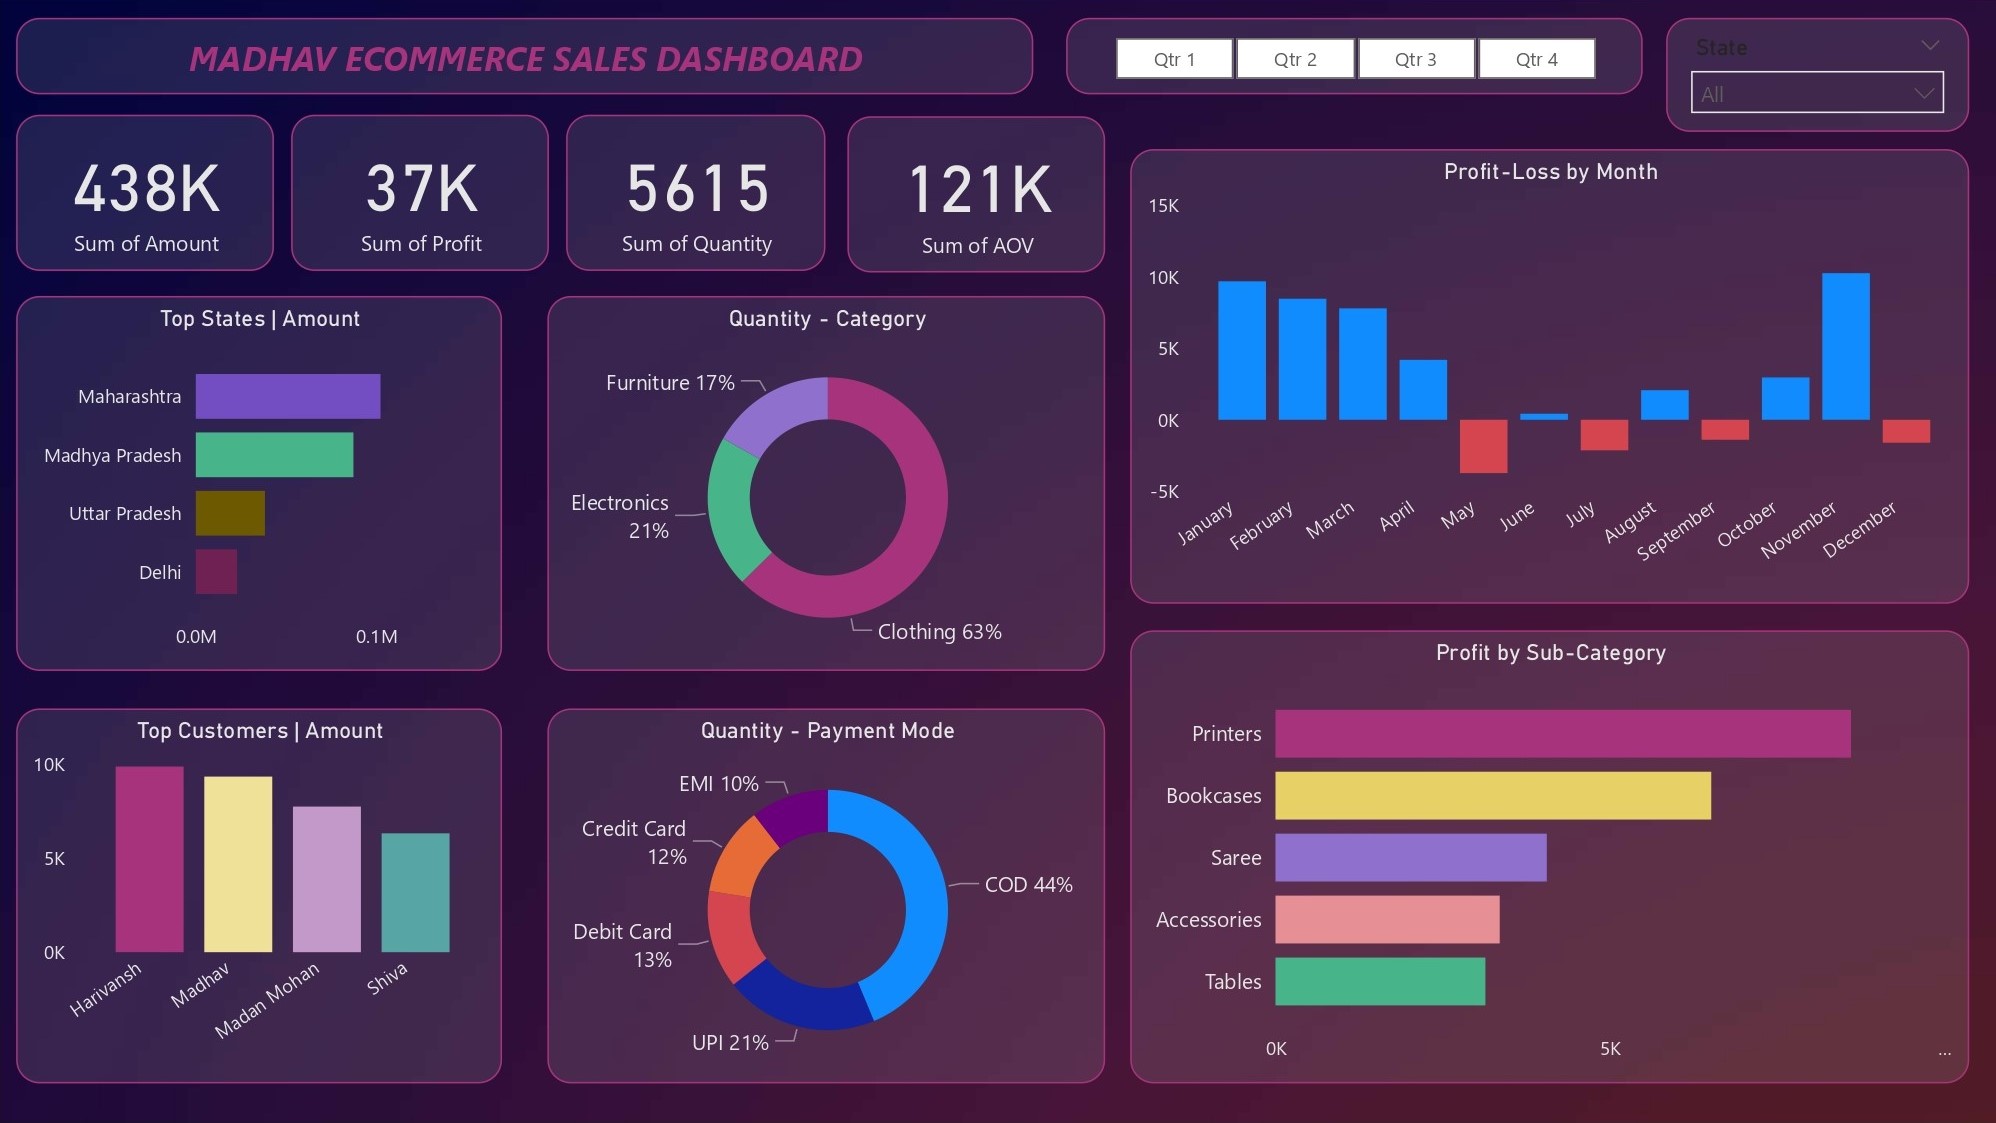 MADHAV ECOMMERCE SALES DASHBOARD
Qtr 1
Qtr 2
Qtr 3
Qtr 4
State
All
438K
Sum of Amount
37K
Sum of Profit
5615
Sum of Quantity
121K
Sum of AOV
Top States | Amount
Maharashtra
Madhya Pradesh
Uttar Pradesh
Delhi
0.0M
0.1M
Quantity - Category
Furniture 17%
Electronics
21%
Clothing 63%
Profit-Loss by Month
15K
10K
5K
0K
-5K
January
February
March
April
May
June
July
August
September
October
November
December
Top Customers | Amount
10K
5K
0K
Harivansh
Madhav
Madan Mohan
Shiva
Quantity - Payment Mode
EMI 10%
Credit Card
12%
COD 44%
Debit Card
13%
UPI 21%
Profit by Sub-Category
Printers
Bookcases
Saree
Accessories
Tables
0K
5K
...